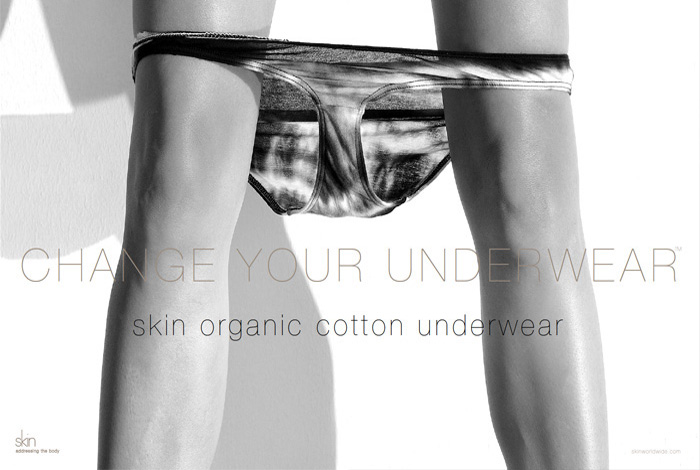 CHANGE YOUR UNDERWEAR™
skin organic cotton underwear
skin
addressing the body
skinworldwide.com